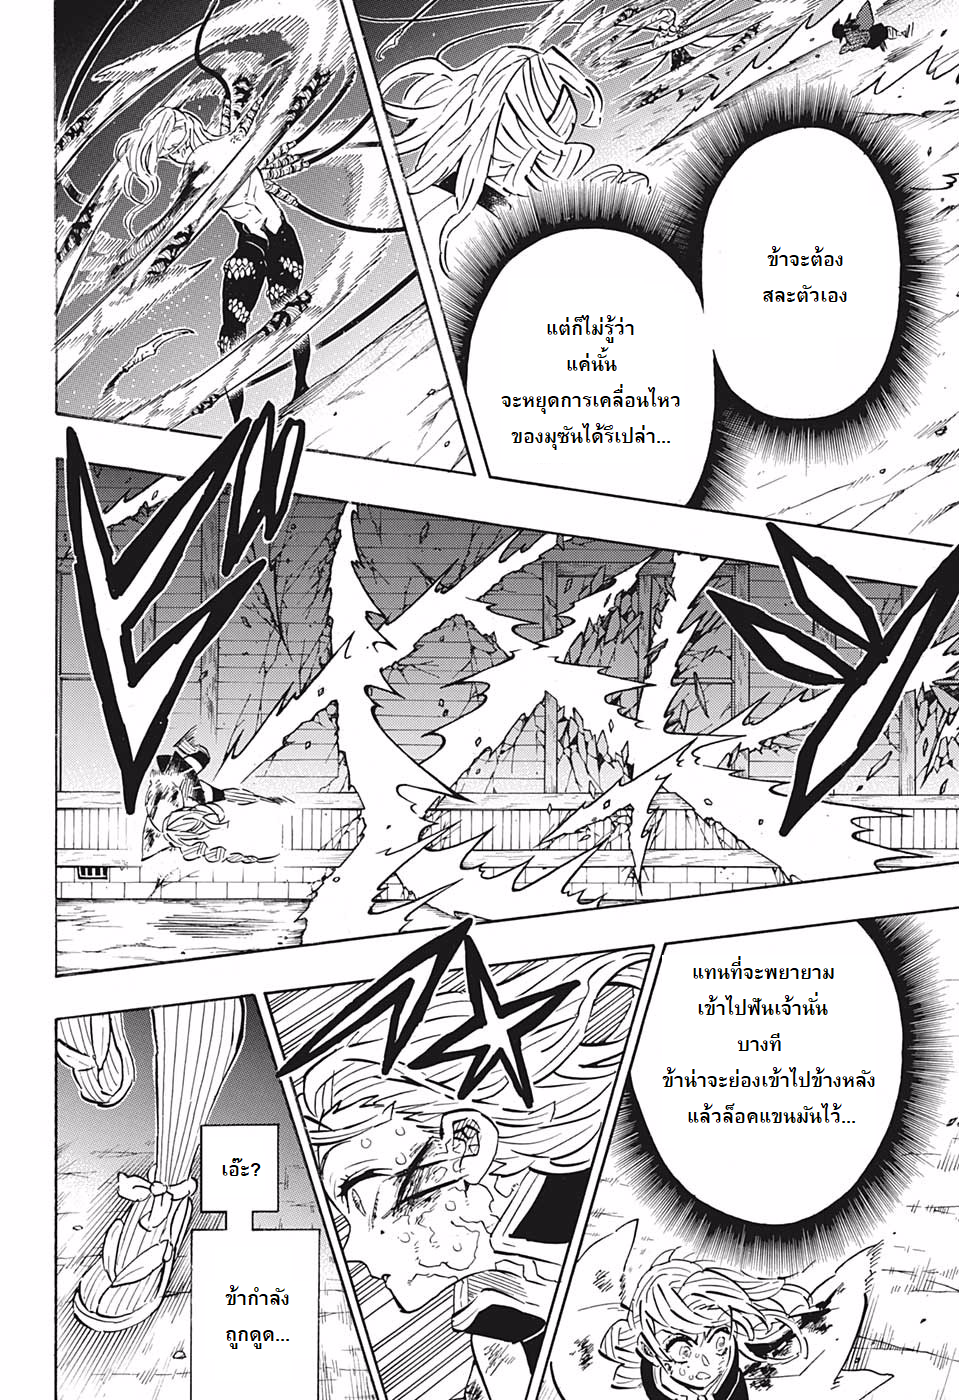 ข้าจะต้อง
สละตัวเอง
แต่ก็ไม่รู้ว่า
แค่นั้น
จะหยุดการเคลื่อนไหว
ของมุซันได้รึเปล่า...
แทนที่จะพยายาม
เข้าไปฟันเจ้านั่น
บางที
ข้าน่าจะย่องเข้าไปข้างหลัง
แล้วล็อคแขนมันไว้...
เอ๊ะ?
ข้ากำลัง
ถูกดูด...